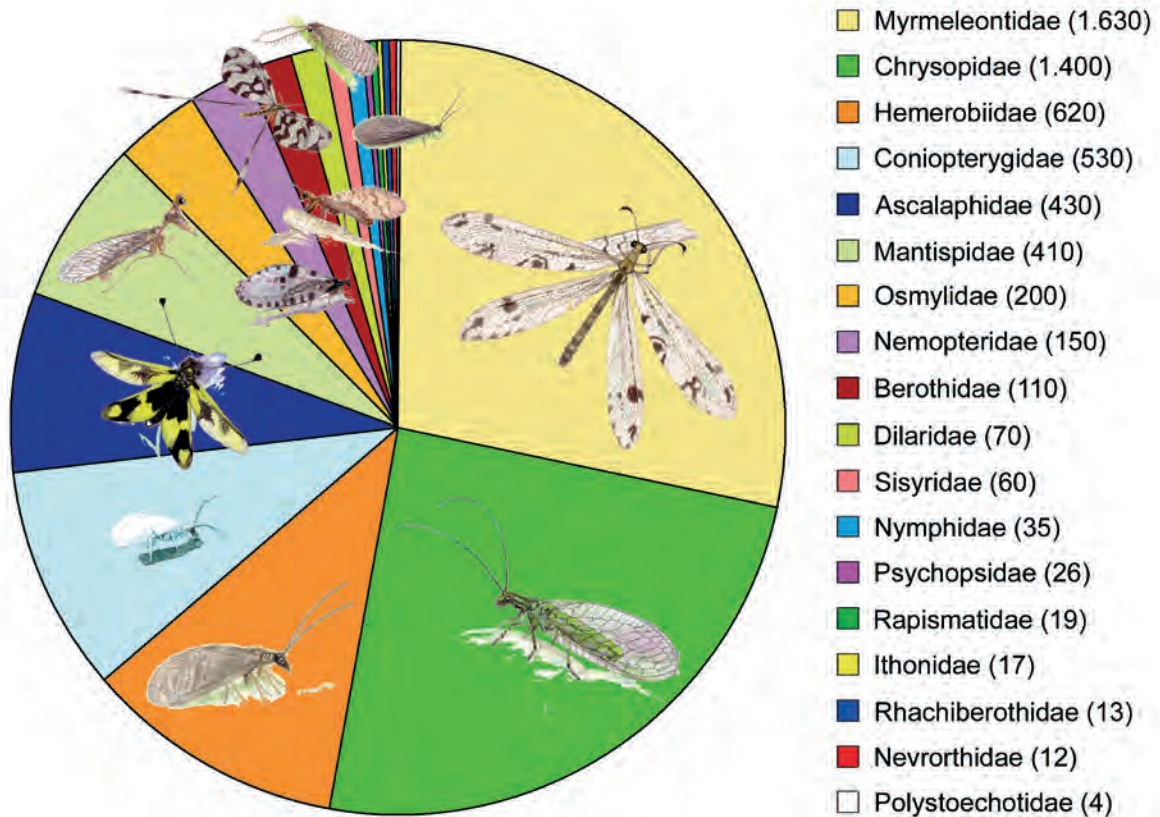 Myrmeleontidae (1.630)
Chrysopidae (1.400)
Hemerobiidae (620)
Coniopterygidae (530)
Ascalaphidae (430)
Mantispidae (410)
Osmylidae (200)
Nemopteridae (150)
Berothidae (110)
Dilaridae (70)
Sisyridae (60)
Nymphidae (35)
Psychopsidae (26)
Rapismatidae (19)
Ithonidae (17)
Rhachiberothidae (13)
Nevrorthidae (12)
Polystoechotidae (4)